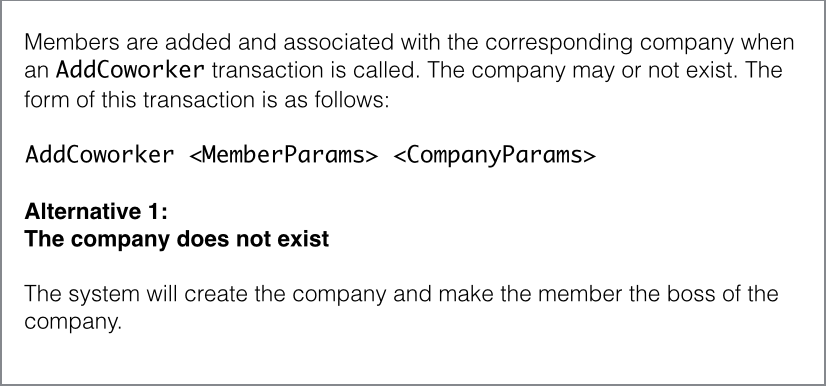 Members are added and associated with the corresponding company when
an AddCoworker transaction is called. The company may or not exist. The
form of this transaction is as follows:
AddCoworker <MemberParams> <CompanyParams>
Alternative 1:
The company does not exist
The system will create the company and make the member the boss of the
company.